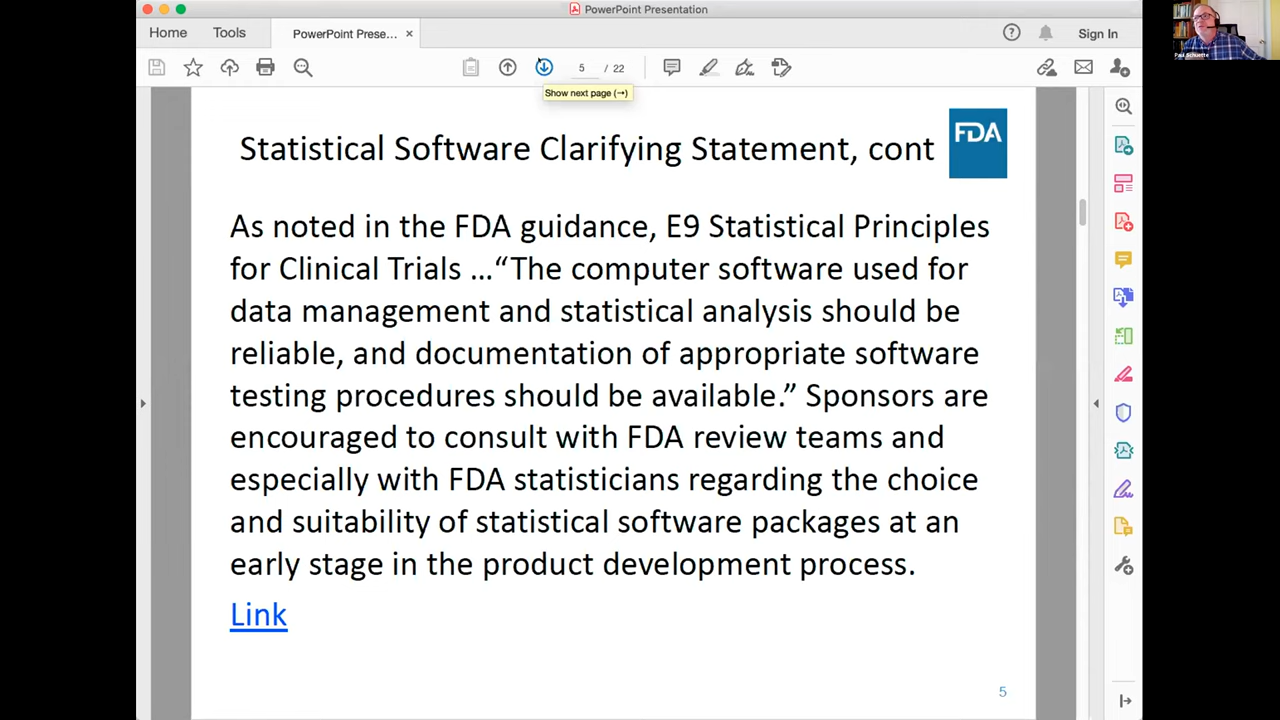 PowerPoint Presentation
Home
Tools
PowerPoint Prese...
×
Sign In
5 / 22
Show next page (→)
Paul Schuette
Statistical Software Clarifying Statement, cont
FDA
As noted in the FDA guidance, E9 Statistical Principles
for Clinical Trials …“The computer software used for
data management and statistical analysis should be
reliable, and documentation of appropriate software
testing procedures should be available.” Sponsors are
encouraged to consult with FDA review teams and
especially with FDA statisticians regarding the choice
and suitability of statistical software packages at an
early stage in the product development process.
Link
5